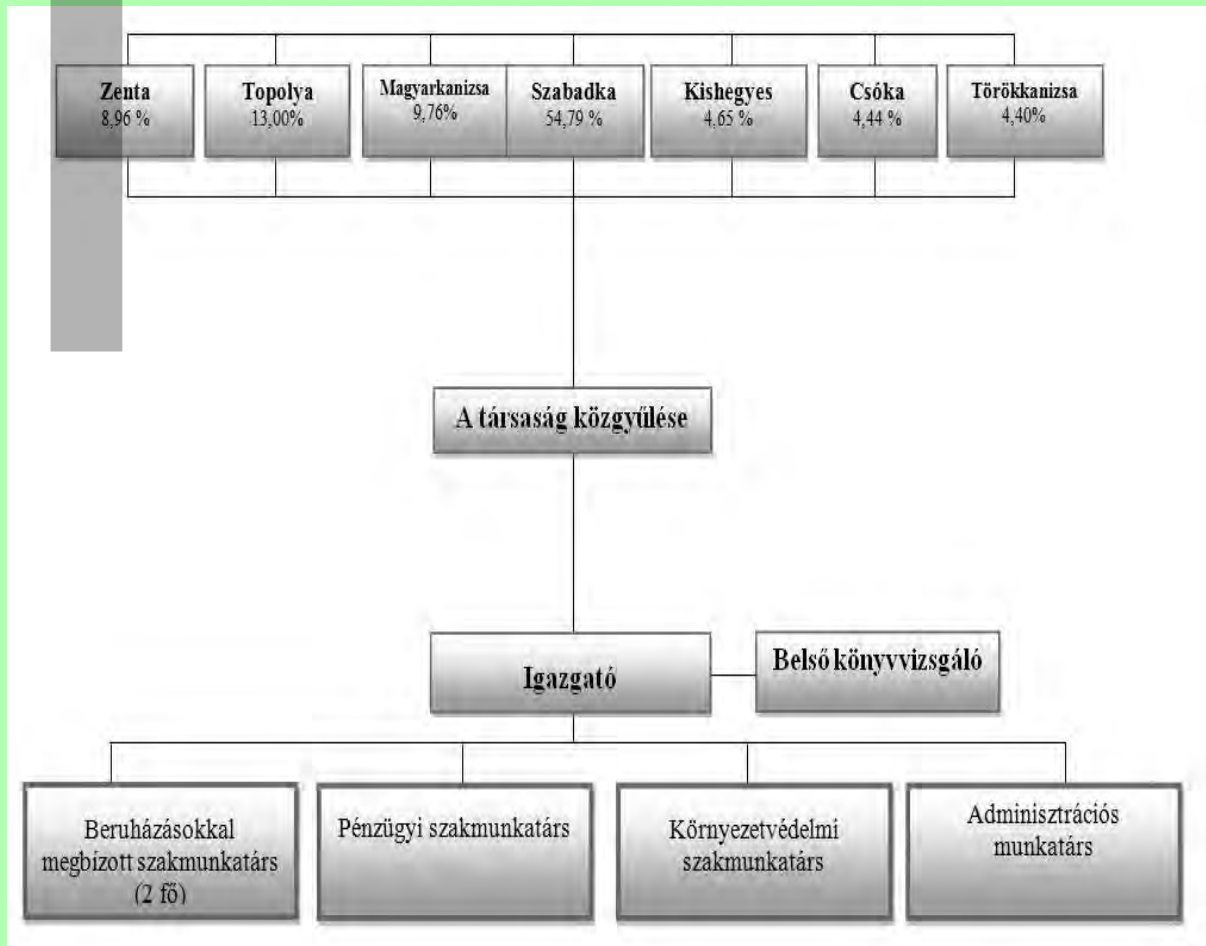 Zenta
8,96 %
Topolya
13,00%
Magyarkanizsa
9,76%
Szabadka
54,79 %
Kishegyes
4,65 %
Csóka
4,44 %
Törökkanizsa
4,40%
A társaság közgyűlése
Igazgató
Belső könyvvizsgáló
Beruházásokkal
megbízott szakmunkatárs
(2 fő)
Pénzügyi szakmunkatárs
Környezetvédelmi
szakmunkatárs
Adminisztrációs
munkatárs